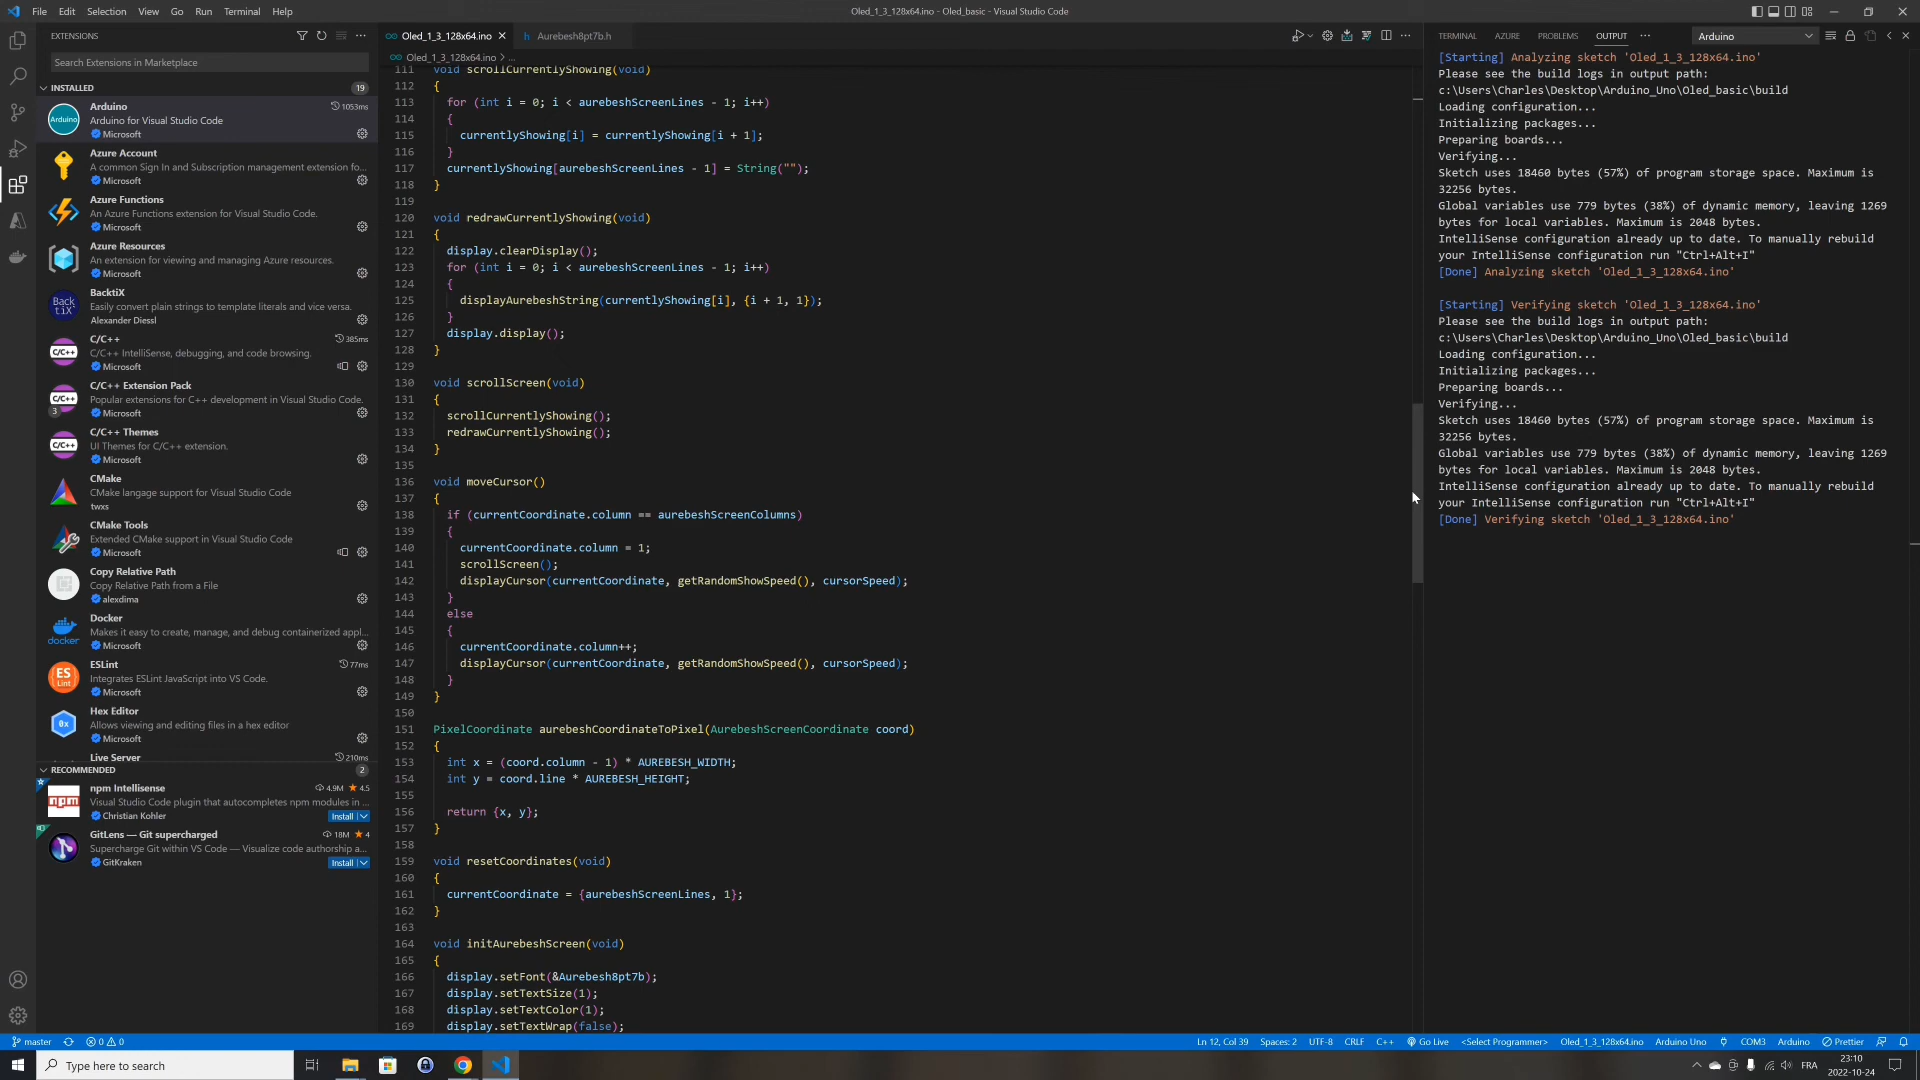 File Edit Selection View Go Run Terminal Help
Oled_1_3_128x64.ino - Oled_basic - Visual Studio Code
EXTENSIONS
Search Extensions in Marketplace
INSTALLED 19
Arduino 1053ms
Arduino for Visual Studio Code
Microsoft
Azure Account
A common Sign In and Subscription management extension fo...
Microsoft
Azure Functions
An Azure Functions extension for Visual Studio Code.
Microsoft
Azure Resources
An extension for viewing and managing Azure resources.
Microsoft
BacktiX
Easily convert plain strings to template literals and vice versa.
Alexander Diessl
C/C++ 385ms
C/C++ IntelliSense, debugging, and code browsing.
Microsoft
C/C++ Extension Pack
Popular extensions for C++ development in Visual Studio Code.
3 Microsoft
C/C++ Themes
UI Themes for C/C++ extension.
Microsoft
CMake
CMake langage support for Visual Studio Code
twxs
CMake Tools
Extended CMake support in Visual Studio Code
Microsoft
Copy Relative Path
Copy Relative Path from a File
alexdima
Docker
Makes it easy to create, manage, and debug containerized appl...
Microsoft
ESLint 77ms
Integrates ESLint JavaScript into VS Code.
Microsoft
Hex Editor
Allows viewing and editing files in a hex editor
Microsoft
Live Server 210ms
RECOMMENDED 2
npm Intellisense 4.9M 4.5
Visual Studio Code plugin that autocompletes npm modules in ...
Christian Kohler Install
GitLens — Git supercharged 18M 4
Supercharge Git within VS Code — Visualize code authorship a...
GitKraken Install
Oled_1_3_128x64.ino Aurebesh8pt7b.h
Oled_1_3_128x64.ino > ...
111 void scrollCurrentlyShowing(void)
112 {
113 for (int i = 0; i < aurebeshScreenLines - 1; i++)
114 {
115 currentlyShowing[i] = currentlyShowing[i + 1];
116 }
117 currentlyShowing[aurebeshScreenLines - 1] = String("");
118 }
119
120 void redrawCurrentlyShowing(void)
121 {
122 display.clearDisplay();
123 for (int i = 0; i < aurebeshScreenLines - 1; i++)
124 {
125 displayAurebeshString(currentlyShowing[i], {i + 1, 1});
126 }
127 display.display();
128 }
129
130 void scrollScreen(void)
131 {
132 scrollCurrentlyShowing();
133 redrawCurrentlyShowing();
134 }
135
136 void moveCursor()
137 {
138 if (currentCoordinate.column == aurebeshScreenColumns)
139 {
140 currentCoordinate.column = 1;
141 scrollScreen();
142 displayCursor(currentCoordinate, getRandomShowSpeed(), cursorSpeed);
143 }
144 else
145 {
146 currentCoordinate.column++;
147 displayCursor(currentCoordinate, getRandomShowSpeed(), cursorSpeed);
148 }
149 }
150
151 PixelCoordinate aurebeshCoordinateToPixel(AurebeshScreenCoordinate coord)
152 {
153 int x = (coord.column - 1) * AUREBESH_WIDTH;
154 int y = coord.line * AUREBESH_HEIGHT;
155
156 return {x, y};
157 }
158
159 void resetCoordinates(void)
160 {
161 currentCoordinate = {aurebeshScreenLines, 1};
162 }
163
164 void initAurebeshScreen(void)
165 {
166 display.setFont(&Aurebesh8pt7b);
167 display.setTextSize(1);
168 display.setTextColor(1);
169 display.setTextWrap(false);
TERMINAL AZURE PROBLEMS OUTPUT Arduino
[Starting] Analyzing sketch 'Oled_1_3_128x64.ino'
Please see the build logs in output path:
c:\Users\Charles\Desktop\Arduino_Uno\Oled_basic\build
Loading configuration...
Initializing packages...
Preparing boards...
Verifying...
Sketch uses 18460 bytes (57%) of program storage space. Maximum is
32256 bytes.
Global variables use 779 bytes (38%) of dynamic memory, leaving 1269
bytes for local variables. Maximum is 2048 bytes.
IntelliSense configuration already up to date. To manually rebuild
your IntelliSense configuration run "Ctrl+Alt+I"
[Done] Analyzing sketch 'Oled_1_3_128x64.ino'
[Starting] Verifying sketch 'Oled_1_3_128x64.ino'
Please see the build logs in output path:
c:\Users\Charles\Desktop\Arduino_Uno\Oled_basic\build
Loading configuration...
Initializing packages...
Preparing boards...
Verifying...
Sketch uses 18460 bytes (57%) of program storage space. Maximum is
32256 bytes.
Global variables use 779 bytes (38%) of dynamic memory, leaving 1269
bytes for local variables. Maximum is 2048 bytes.
IntelliSense configuration already up to date. To manually rebuild
your IntelliSense configuration run "Ctrl+Alt+I"
[Done] Verifying sketch 'Oled_1_3_128x64.ino'
master 0 0 Ln 12, Col 39 Spaces: 2 UTF-8 CRLF C++ Go Live <Select Programmer> Oled_1_3_128x64.ino Arduino Uno COM3 Arduino Prettier
Type here to search
FRA
23:10
2022-10-24